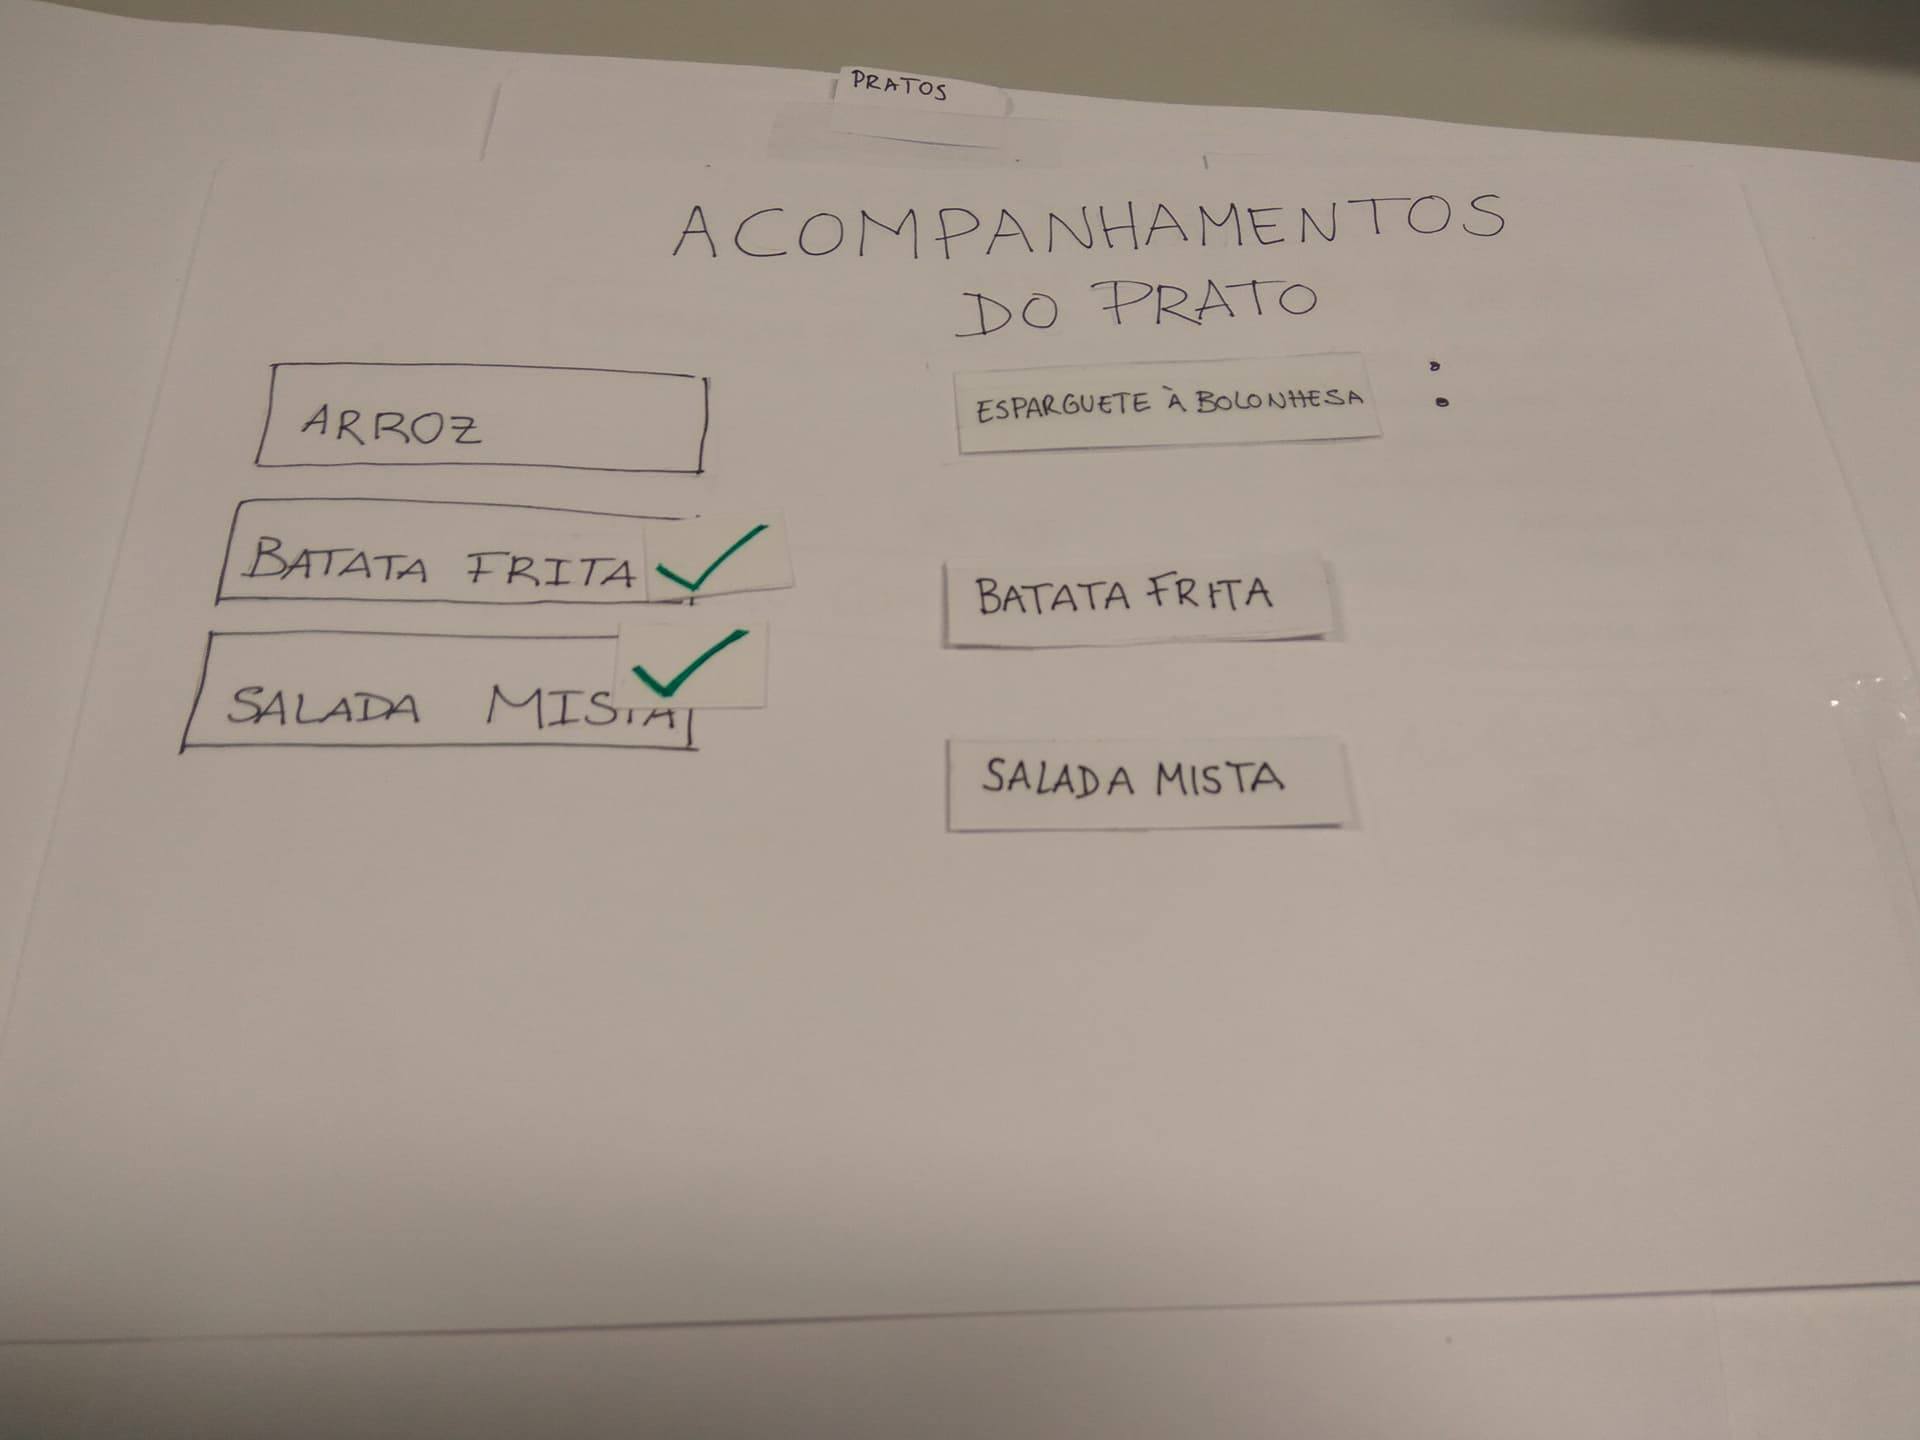 PRATOS
ACOMPANHAMENTOS
DO PRATO
ESPARGUETE À BOLONHESA :
ARROZ
BATATA FRITA
SALADA MISTA
BATATA FRITA
SALADA MISTA